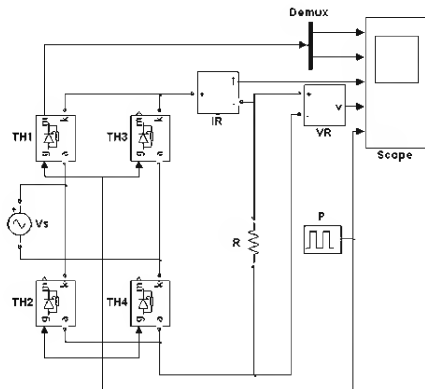 Demux
m
k
m
k
+
-
IR
+
-
v
VR
Scope
TH1
TH3
g
a
g
a
+
Vs
R
P
m
k
m
k
TH2
TH4
g
a
g
a